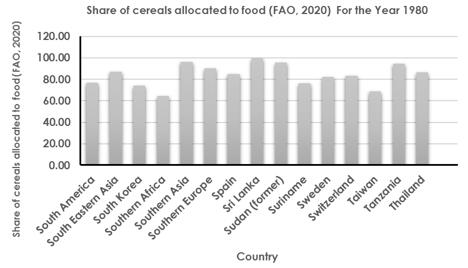 Share of cereals allocated to food (FAO, 2020) For the Year 1980
Share of cereals allocated to food (FAO, 2020)
120.00
100.00
80.00
60.00
40.00
20.00
0.00
South America
South Eastern Asia
South Korea
Southern Africa
Southern Asia
Southern Europe
Spain
Sri Lanka
Sudan (former)
Suriname
Sweden
Switzerland
Taiwan
Tanzania
Thailand
Country